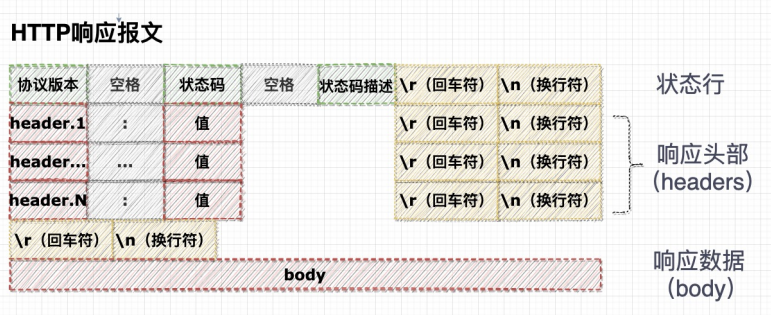 HTTP响应报文
协议版本 空格 状态码 空格 状态码描述 \r（回车符） \n（换行符） 状态行
header.1 : 值 \r（回车符） \n（换行符）
header... ... 值 \r（回车符） \n（换行符） 响应头部
（headers）
header.N : 值 \r（回车符） \n（换行符）
\r（回车符） \n（换行符）
body 响应数据
（body）